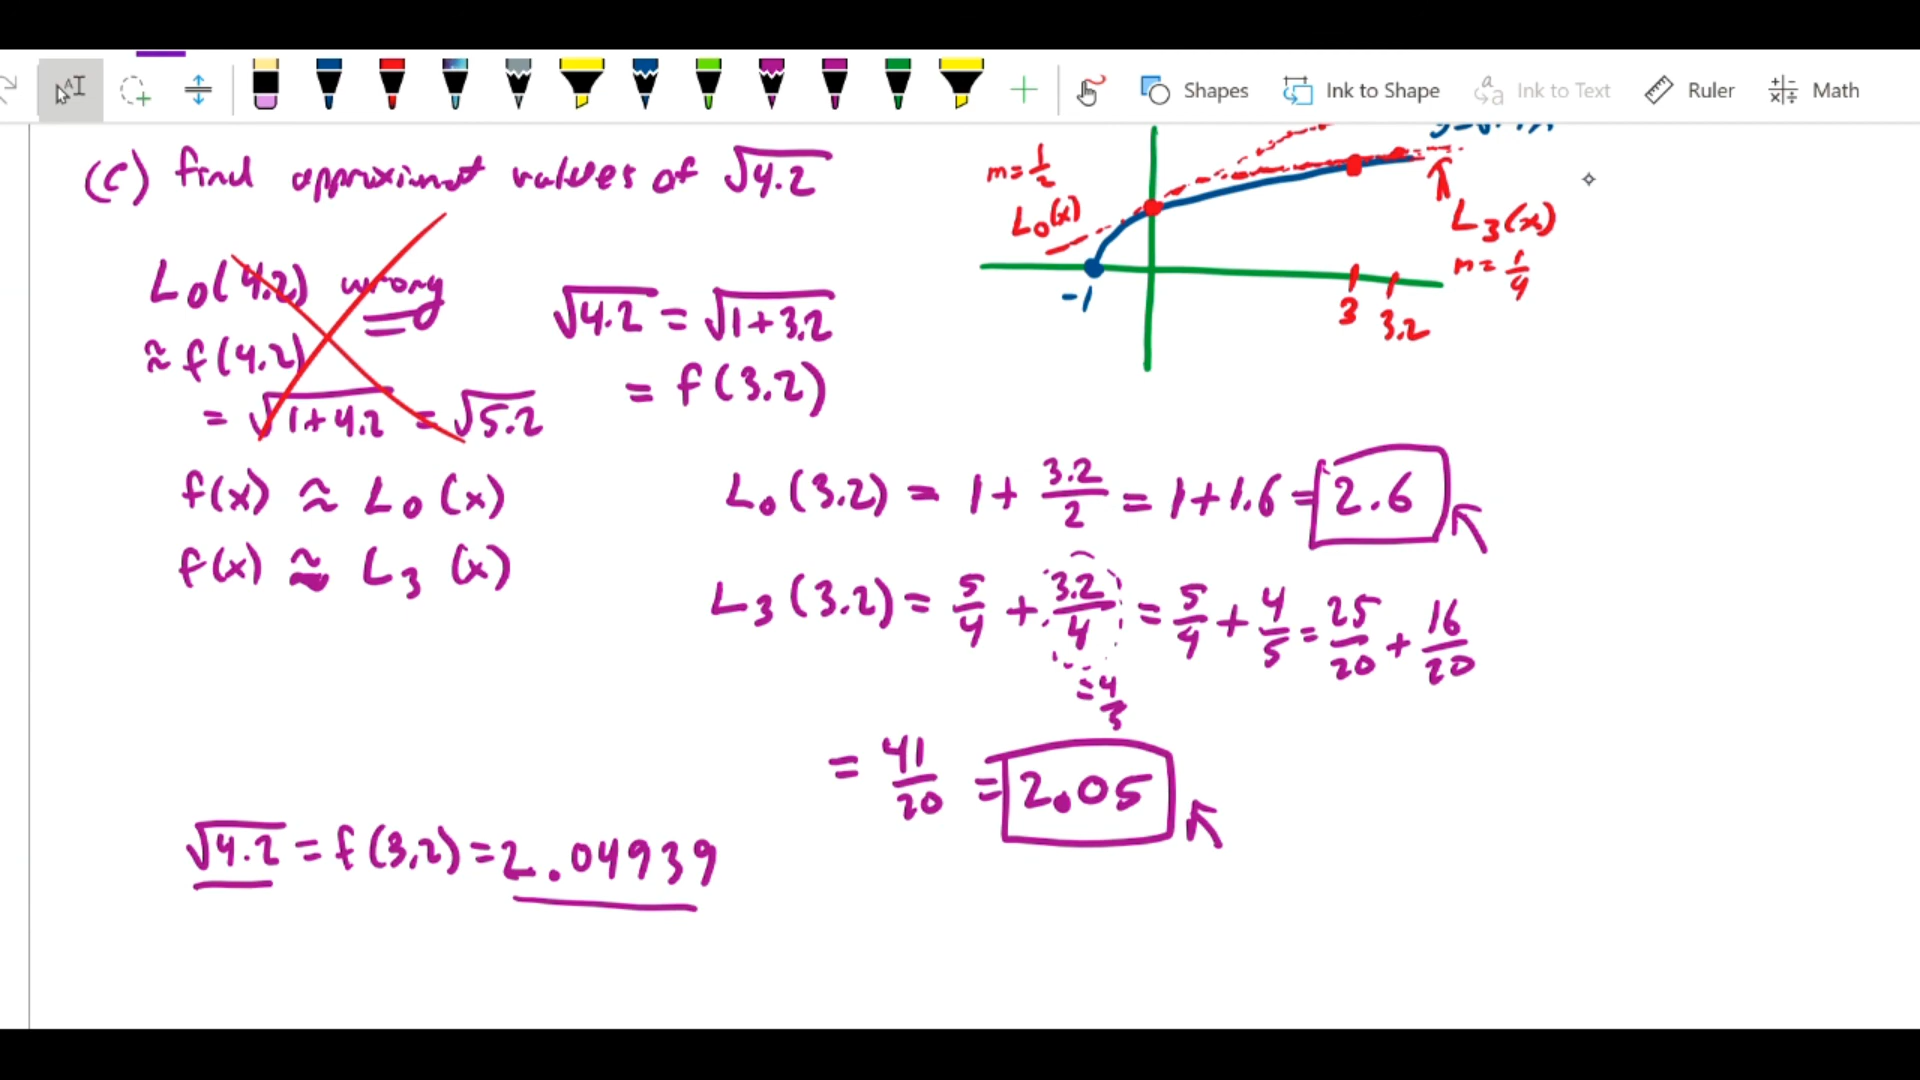 Shapes Ink to Shape Ink to Text Ruler Math
(c) find approximat values of √4.2
L₀(4.2) wrong
≈ f(4.2)
= √1+4.2 = √5.2
f(x) ≈ L₀(x)
f(x) ≈ L₃(x)
√4.2 = √1+3.2
= f(3.2)
m = 1/2
L₀(x)
-1
3
3.2
L₃(x)
m = 1/4
L₀(3.2) = 1 + 3.2/2 = 1 + 1.6 = 2.6
L₃(3.2) = 5/4 + 3.2/4 = 5/4 + 4/5 = 25/20 + 16/20
= 4/5
= 41/20 = 2.05
√4.2 = f(3.2) = 2.04939